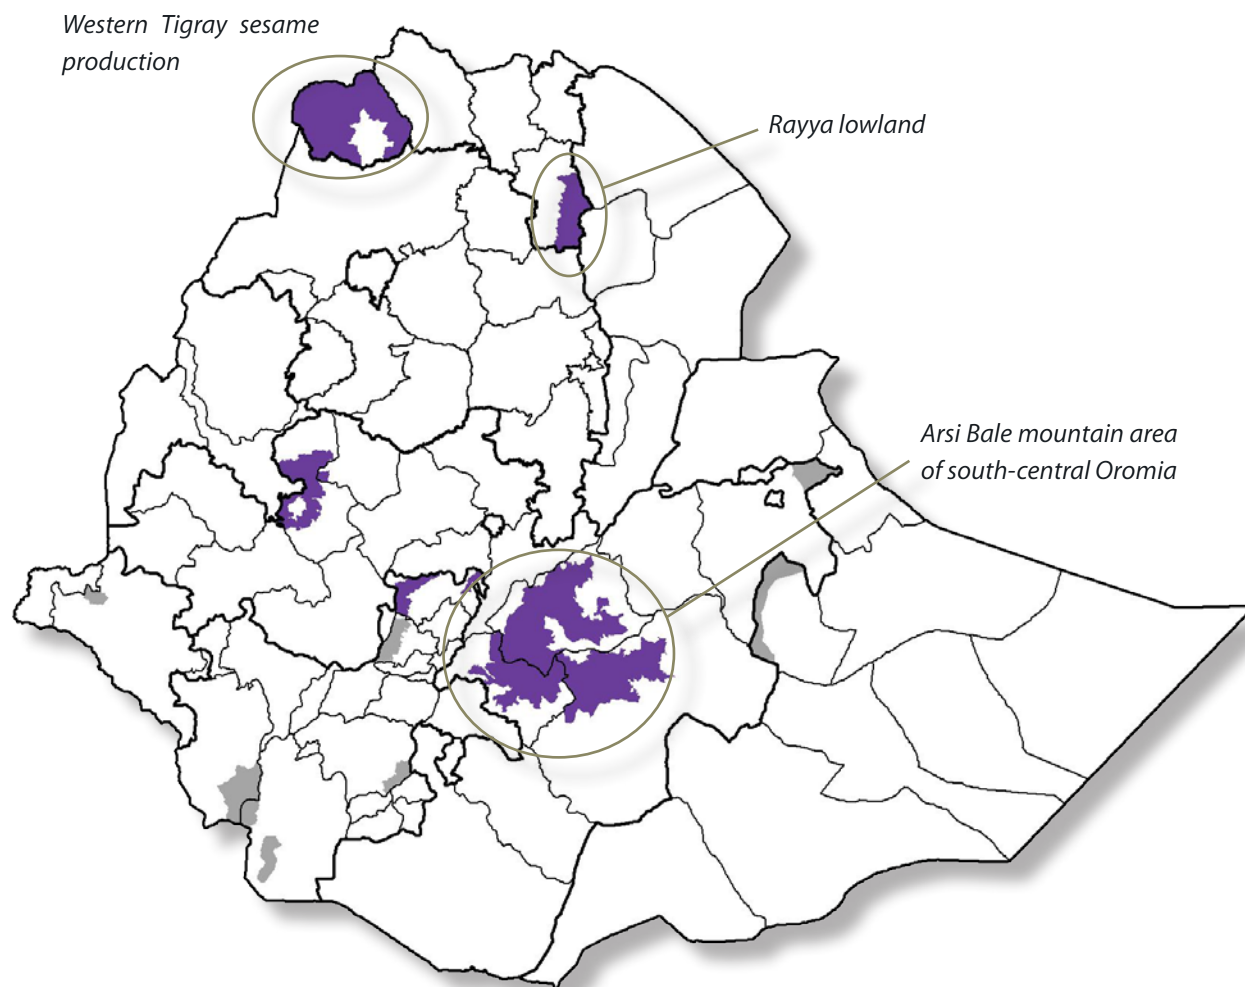 Western Tigray sesame
production
Rayya lowland
Arsi Bale mountain area
of south-central Oromia